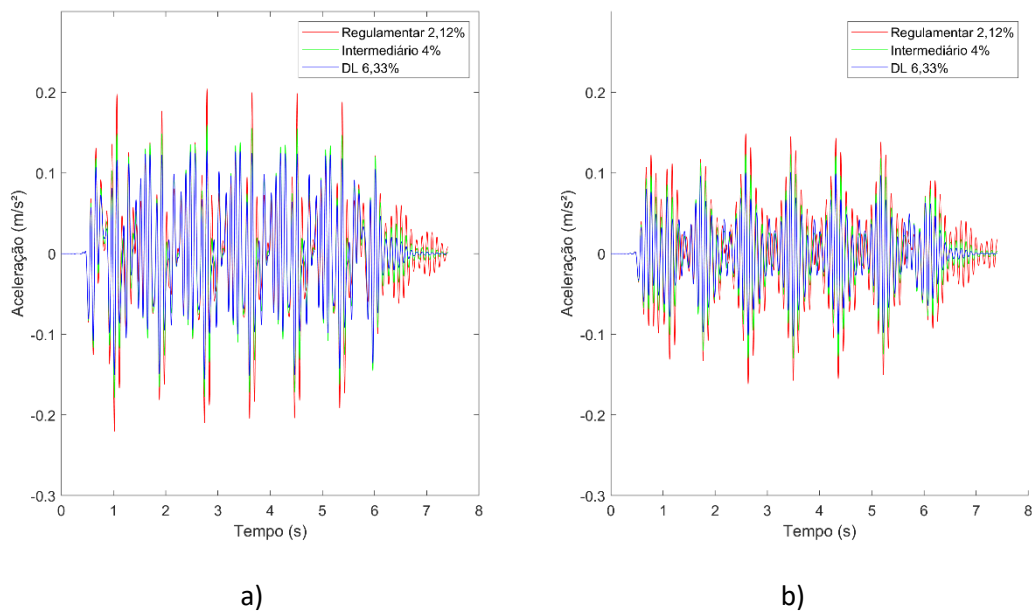 Regulamentar 2,12%
Intermediário 4%
DL 6,33%
0.2
0.1
0
-0.1
-0.2
-0.3
Aceleração (m/s²)
0 1 2 3 4 5 6 7 8
Tempo (s)
a)
Regulamentar 2,12%
Intermediário 4%
DL 6,33%
0.2
0.1
0
-0.1
-0.2
-0.3
Aceleração (m/s²)
0 1 2 3 4 5 6 7 8
Tempo (s)
b)